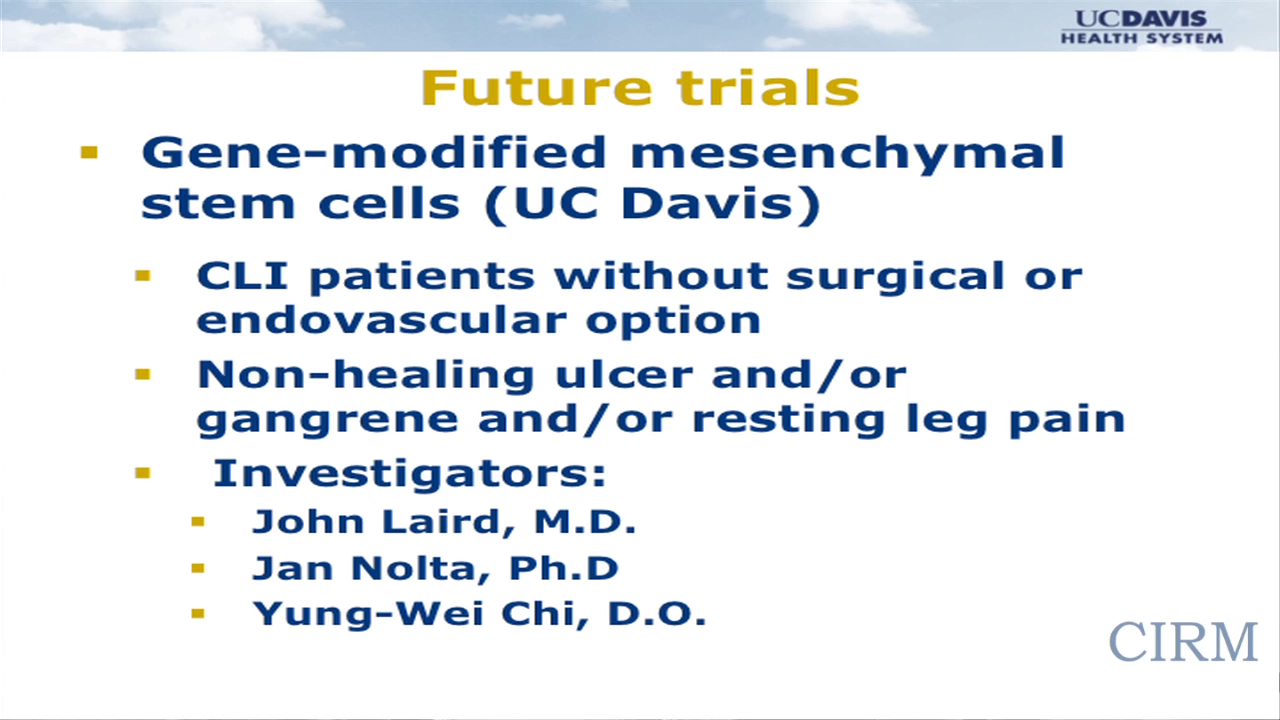 UCDAVIS
HEALTH SYSTEM
Future trials
Gene-modified mesenchymal
stem cells (UC Davis)
CLI patients without surgical or
endovascular option
Non-healing ulcer and/or
gangrene and/or resting leg pain
Investigators:
John Laird, M.D.
Jan Nolta, Ph.D
Yung-Wei Chi, D.O.
CIRM